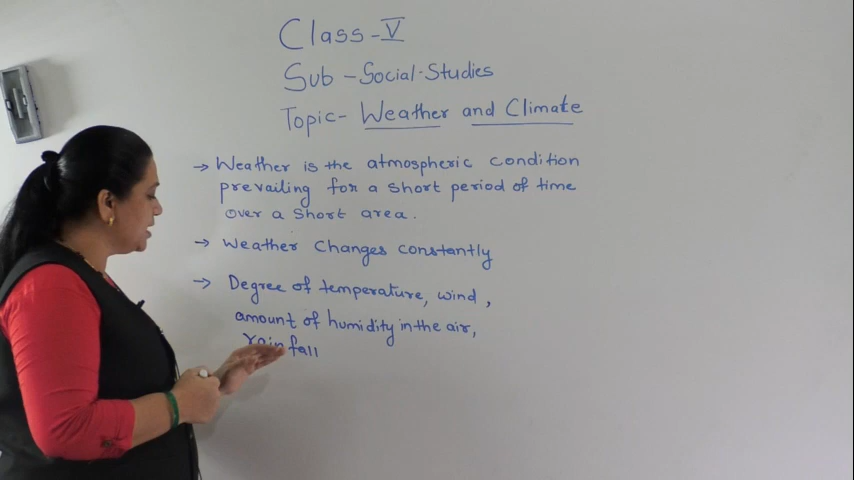 Class - V
Sub - Social-Studies
Topic- Weather and Climate
→ Weather is the atmospheric condition
prevailing for a short period of time
over a short area.
→ Weather Changes constantly
→ Degree of temperature, wind,
amount of humidity in the air,
rainfall